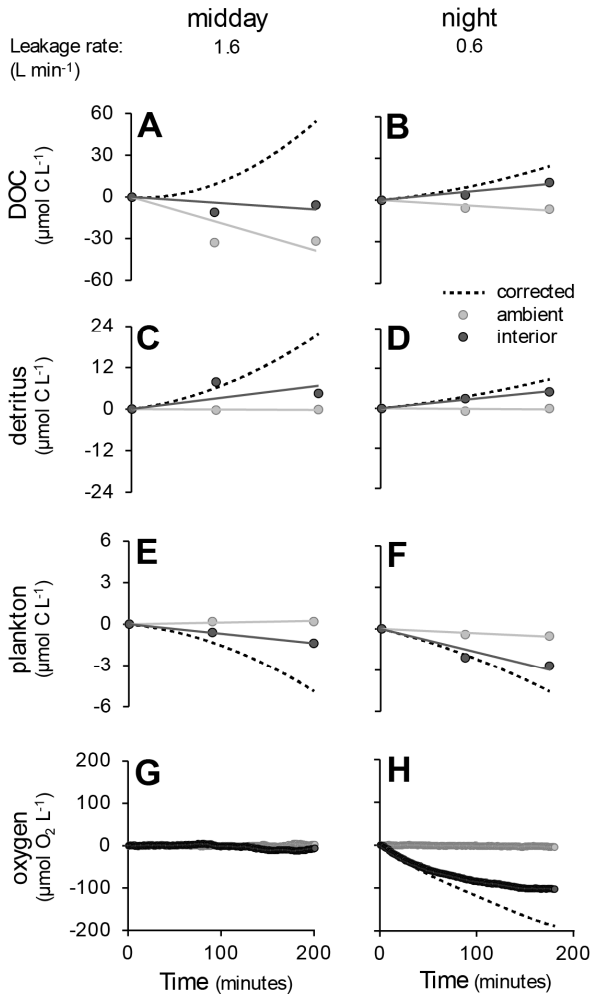 midday night
Leakage rate: 1.6 0.6
(L min⁻¹)
A B
60
30
0
-30
-60
DOC
(µmol C L⁻¹)
corrected
ambient
interior
C D
24
12
0
-12
-24
detritus
(µmol C L⁻¹)
E F
6
3
0
-3
-6
plankton
(µmol C L⁻¹)
G H
200
100
0
-100
-200
oxygen
(µmol O₂ L⁻¹)
0 100 200 0 100 200
Time (minutes) Time (minutes)